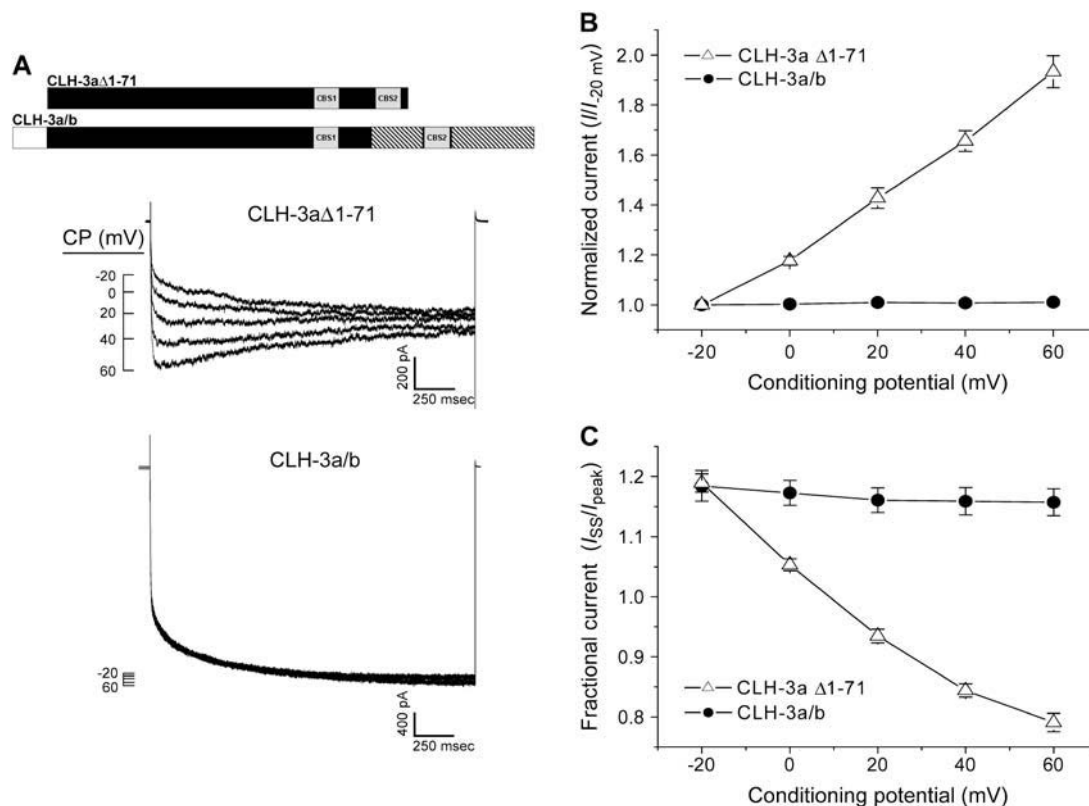 A
CLH-3aΔ1-71
CBS1 CBS2
CLH-3a/b
CBS1 CBS2
CLH-3aΔ1-71
CP (mV)
-20
0
20
40
60
200 pA
250 msec
CLH-3a/b
-20
60
400 pA
250 msec
B
Normalized current (I/I-20 mV)
2.0
1.8
1.6
1.4
1.2
1.0
CLH-3a Δ1-71
CLH-3a/b
-20 0 20 40 60
Conditioning potential (mV)
C
Fractional current (ISS/Ipeak)
1.2
1.1
1.0
0.9
0.8
CLH-3a Δ1-71
CLH-3a/b
-20 0 20 40 60
Conditioning potential (mV)